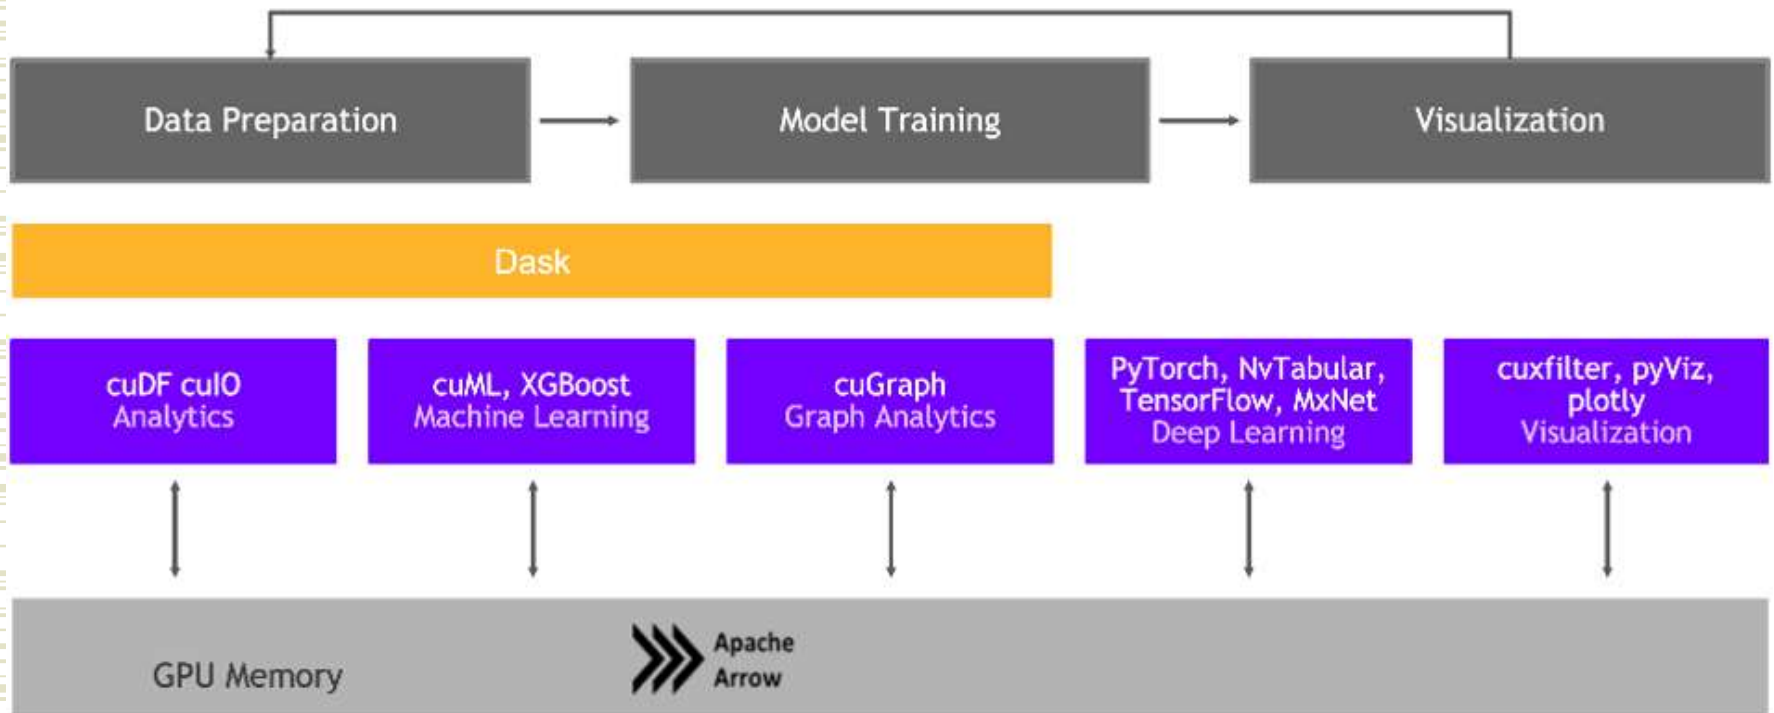 Data Preparation
Model Training
Visualization
Dask
cuDF cuIO
Analytics
cuML, XGBoost
Machine Learning
cuGraph
Graph Analytics
PyTorch, NvTabular,
TensorFlow, MxNet
Deep Learning
cuxfilter, pyViz,
plotly
Visualization
GPU Memory
Apache
Arrow